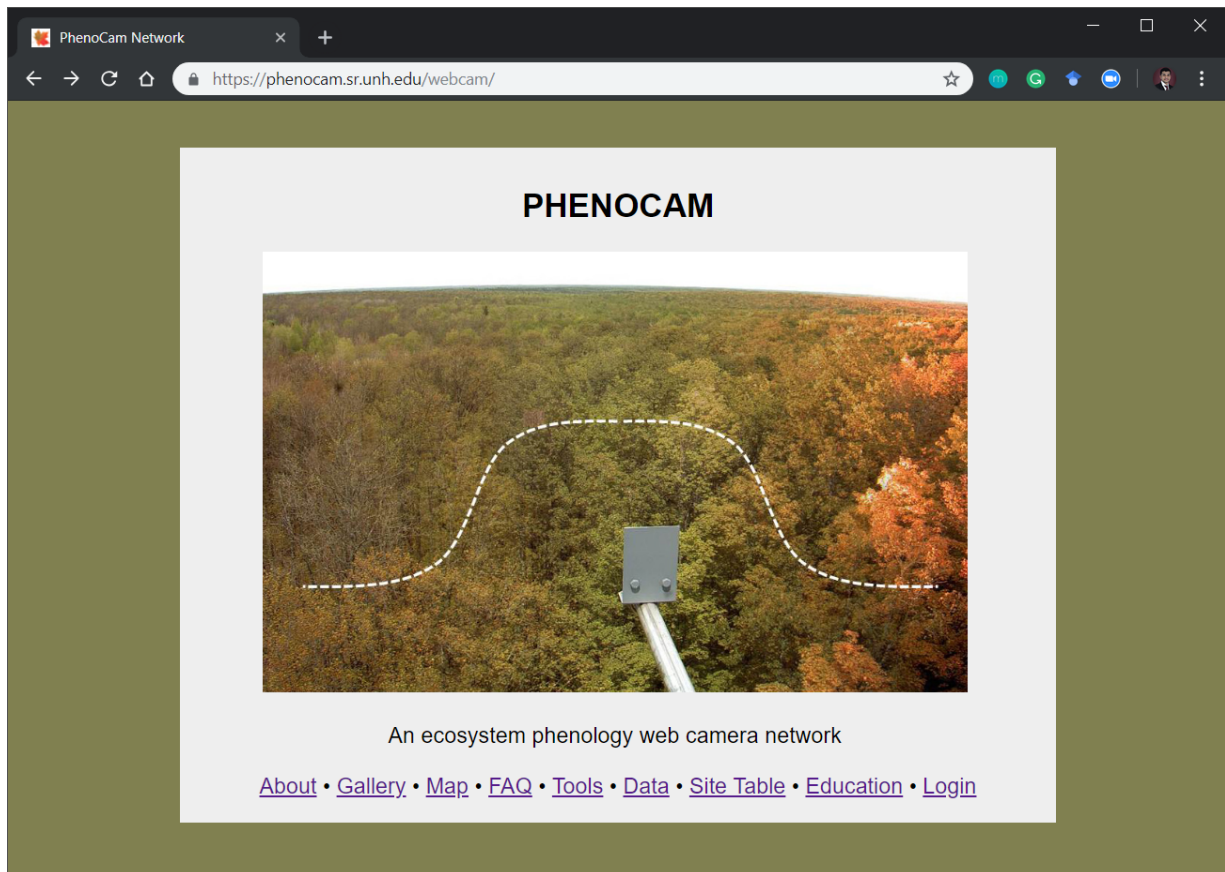 PhenoCam Network
https://phenocam.sr.unh.edu/webcam/
PHENOCAM
An ecosystem phenology web camera network
About • Gallery • Map • FAQ • Tools • Data • Site Table • Education • Login